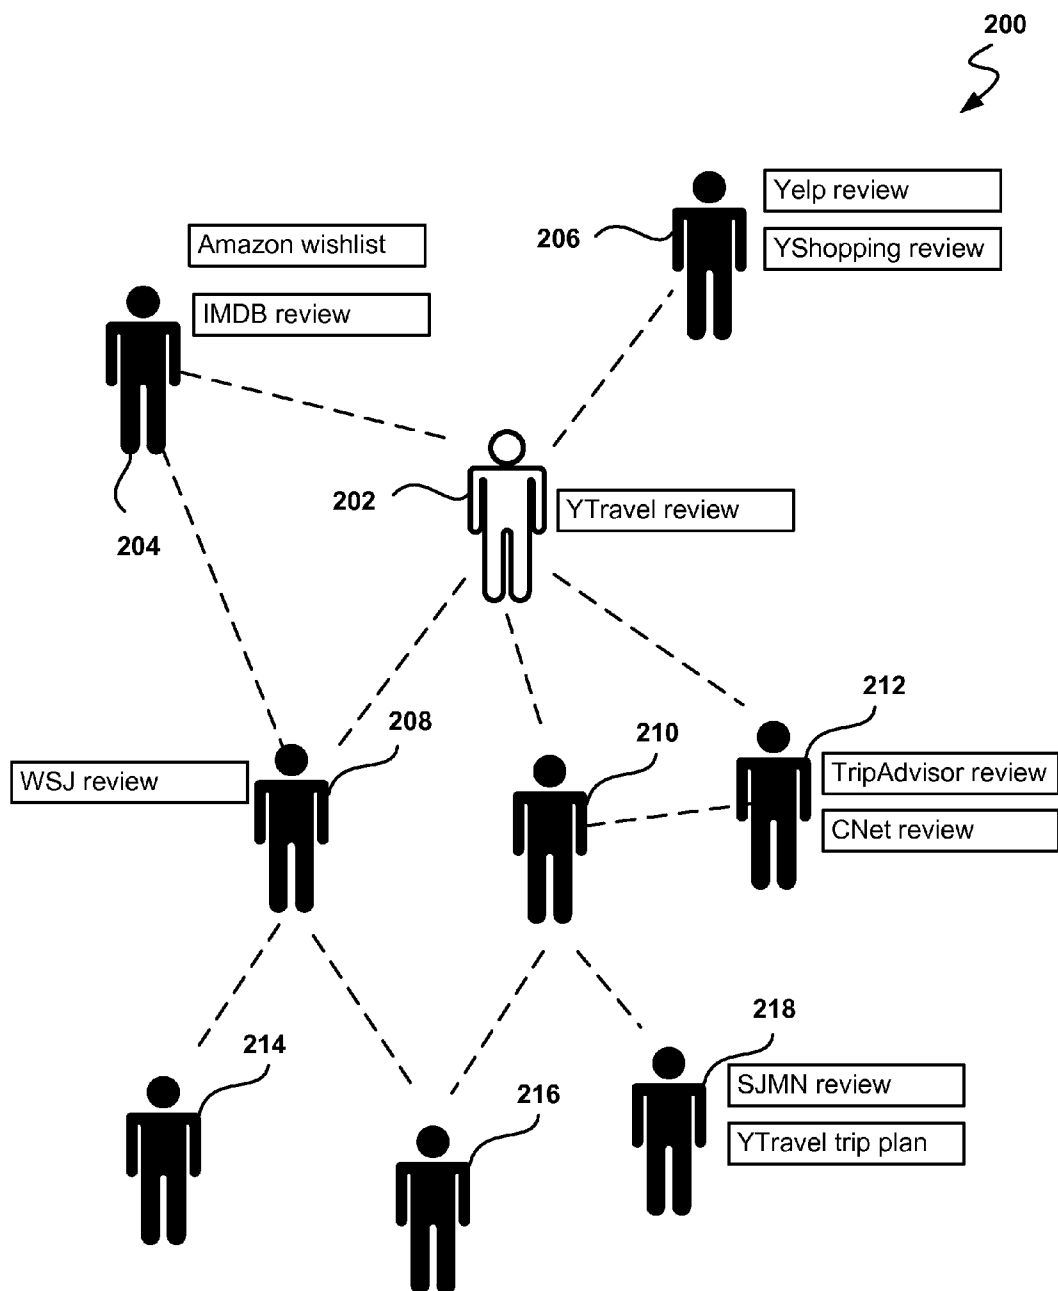 200
Yelp review
206
YShopping review
Amazon wishlist
IMDB review
202
YTravel review
204
212
208
210
WSJ review
TripAdvisor review
CNet review
214
218
216
SJMN review
YTravel trip plan